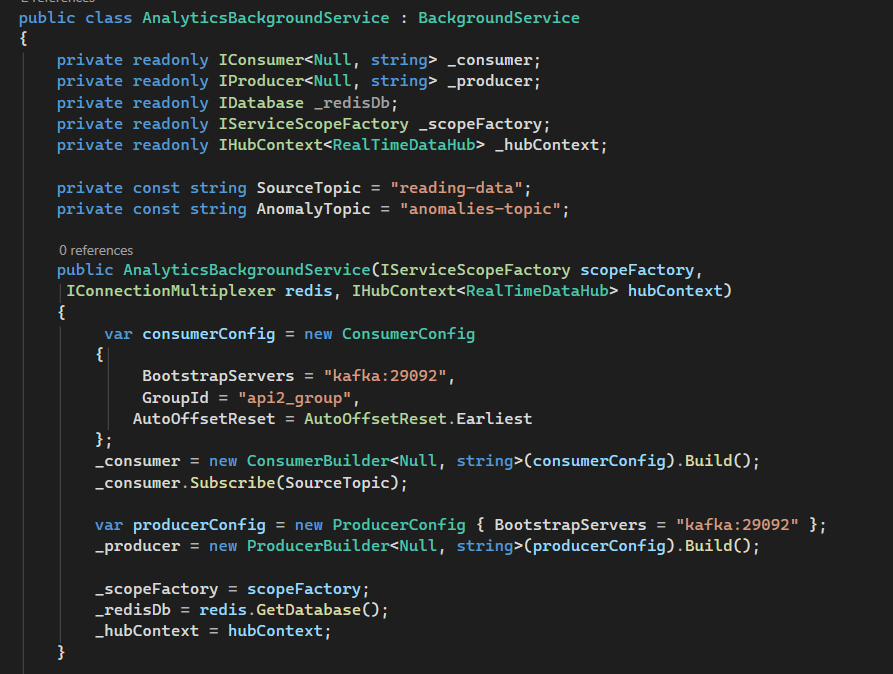 2 references
public class AnalyticsBackgroundService : BackgroundService
{
    private readonly IConsumer<Null, string> _consumer;
    private readonly IProducer<Null, string> _producer;
    private readonly IDatabase _redisDb;
    private readonly IServiceScopeFactory _scopeFactory;
    private readonly IHubContext<RealTimeDataHub> _hubContext;

    private const string SourceTopic = "reading-data";
    private const string AnomalyTopic = "anomalies-topic";

    0 references
    public AnalyticsBackgroundService(IServiceScopeFactory scopeFactory,
     IConnectionMultiplexer redis, IHubContext<RealTimeDataHub> hubContext)
    {
         var consumerConfig = new ConsumerConfig
        {
             BootstrapServers = "kafka:29092",
             GroupId = "api2_group",
            AutoOffsetReset = AutoOffsetReset.Earliest
        };
        _consumer = new ConsumerBuilder<Null, string>(consumerConfig).Build();
        _consumer.Subscribe(SourceTopic);

        var producerConfig = new ProducerConfig { BootstrapServers = "kafka:29092" };
        _producer = new ProducerBuilder<Null, string>(producerConfig).Build();

        _scopeFactory = scopeFactory;
        _redisDb = redis.GetDatabase();
        _hubContext = hubContext;
    }